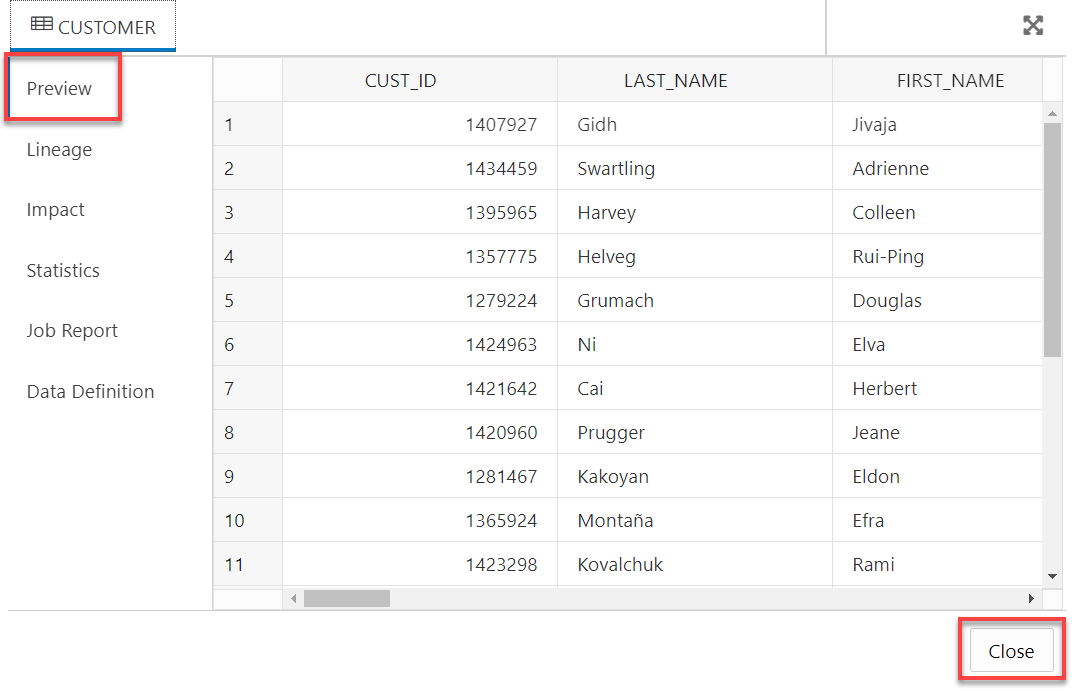 CUSTOMER
Preview
Lineage
Impact
Statistics
Job Report
Data Definition
CUST_ID LAST_NAME FIRST_NAME
1 1407927 Gidh Jivaja
2 1434459 Swartling Adrienne
3 1395965 Harvey Colleen
4 1357775 Helveg Rui-Ping
5 1279224 Grumach Douglas
6 1424963 Ni Elva
7 1421642 Cai Herbert
8 1420960 Prugger Jeane
9 1281467 Kakoyan Eldon
10 1365924 Montaña Efra
11 1423298 Kovalchuk Rami
Close